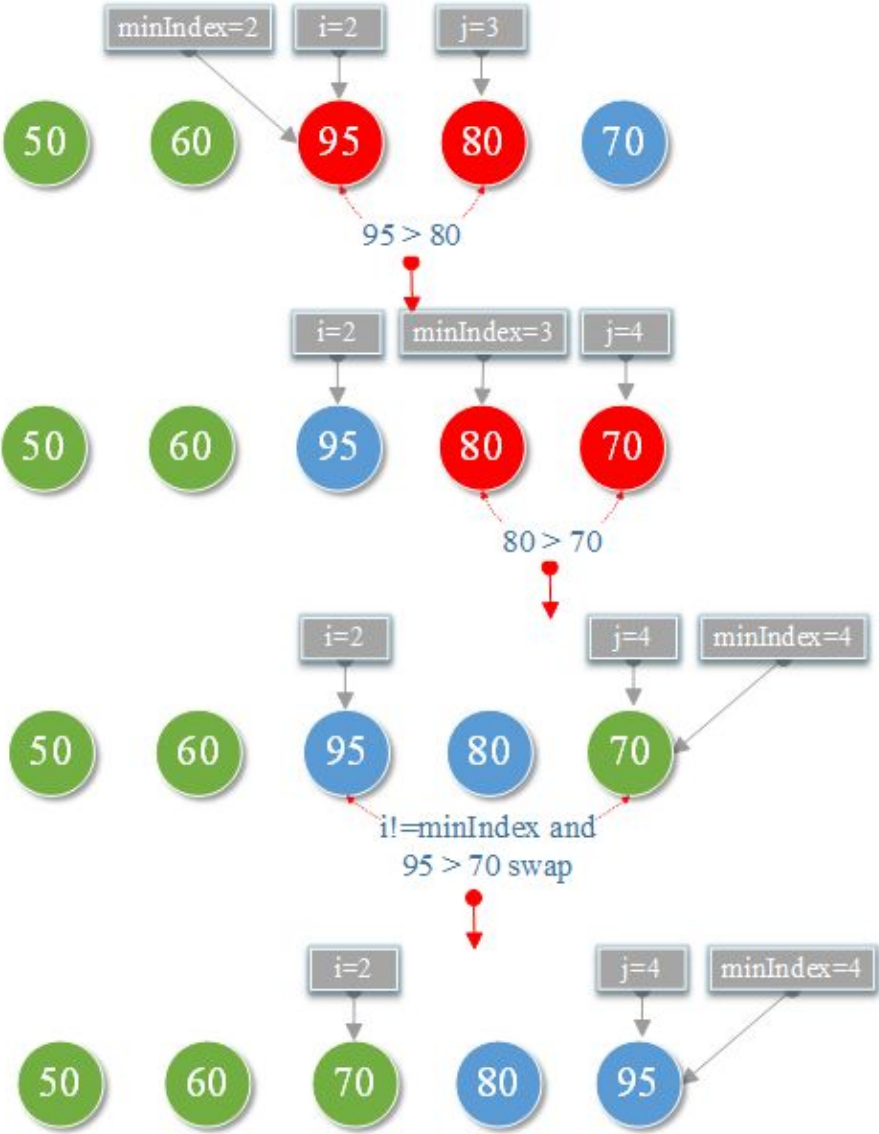 minIndex=2 i=2 j=3
50 60 95 80 70
95 > 80
i=2 minIndex=3 j=4
50 60 95 80 70
80 > 70
i=2 j=4 minIndex=4
50 60 95 80 70
i!=minIndex and
95 > 70 swap
i=2 j=4 minIndex=4
50 60 70 80 95